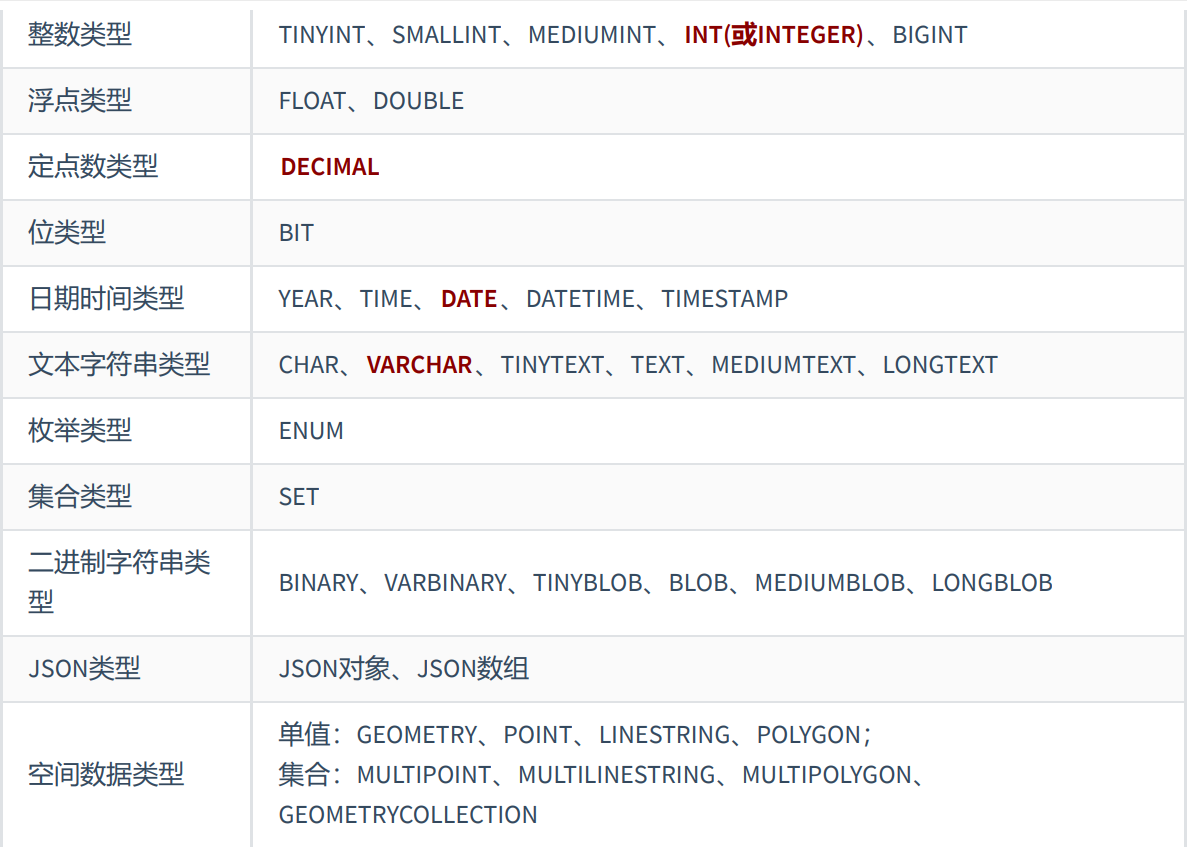 整数类型 TINYINT、SMALLINT、MEDIUMINT、INT(或INTEGER)、BIGINT
浮点类型 FLOAT、DOUBLE
定点数类型 DECIMAL
位类型 BIT
日期时间类型 YEAR、TIME、DATE、DATETIME、TIMESTAMP
文本字符串类型 CHAR、VARCHAR、TINYTEXT、TEXT、MEDIUMTEXT、LONGTEXT
枚举类型 ENUM
集合类型 SET
二进制字符串类
型
BINARY、VARBINARY、TINYBLOB、BLOB、MEDIUMBLOB、LONGBLOB
JSON类型 JSON对象、JSON数组
空间数据类型
单值：GEOMETRY、POINT、LINESTRING、POLYGON；
集合：MULTIPOINT、MULTILINESTRING、MULTIPOLYGON、
GEOMETRYCOLLECTION